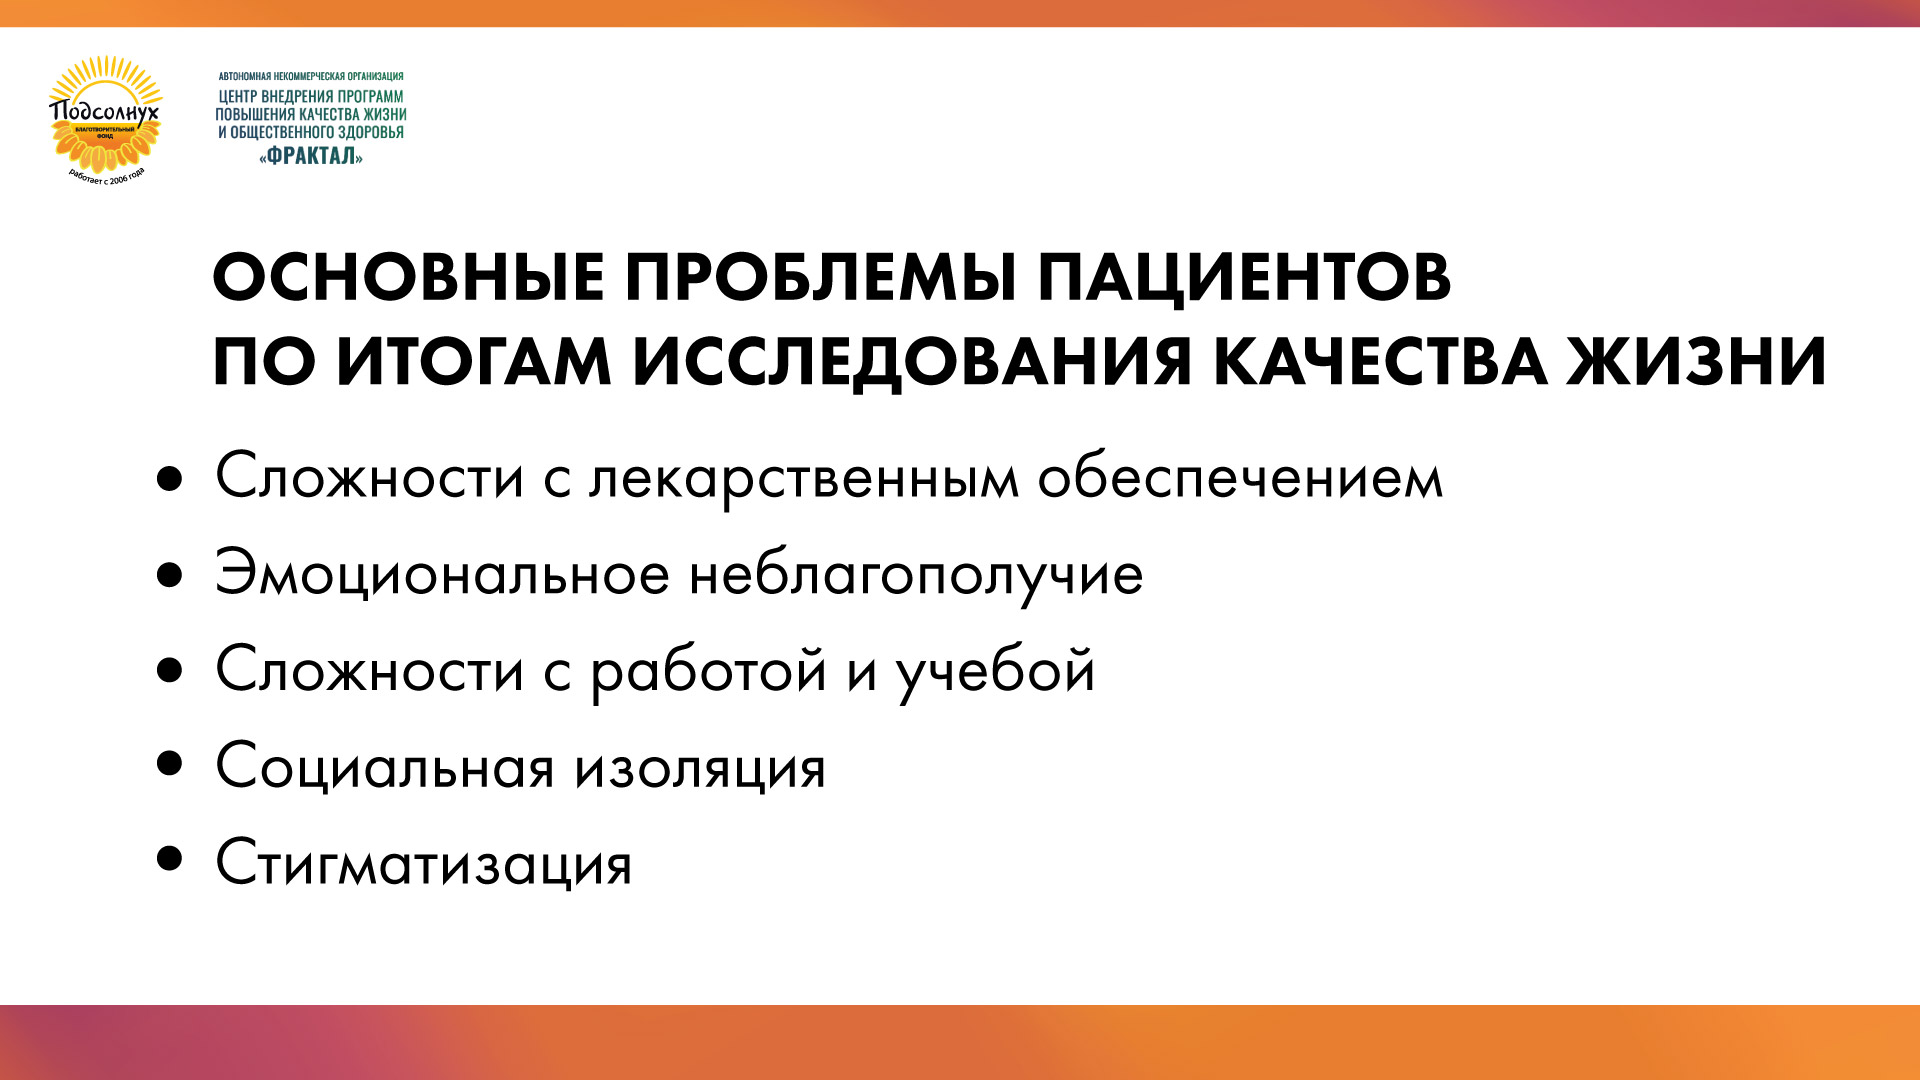 Подсолнух
БЛАГОТВОРИТЕЛЬНЫЙ
ФОНД
работает с 2006 года
АВТОНОМНАЯ НЕКОММЕРЧЕСКАЯ ОРГАНИЗАЦИЯ
ЦЕНТР ВНЕДРЕНИЯ ПРОГРАММ
ПОВЫШЕНИЯ КАЧЕСТВА ЖИЗНИ
И ОБЩЕСТВЕННОГО ЗДОРОВЬЯ
«ФРАКТАЛ»
ОСНОВНЫЕ ПРОБЛЕМЫ ПАЦИЕНТОВ
ПО ИТОГАМ ИССЛЕДОВАНИЯ КАЧЕСТВА ЖИЗНИ
• Сложности с лекарственным обеспечением
• Эмоциональное неблагополучие
• Сложности с работой и учебой
• Социальная изоляция
• Стигматизация